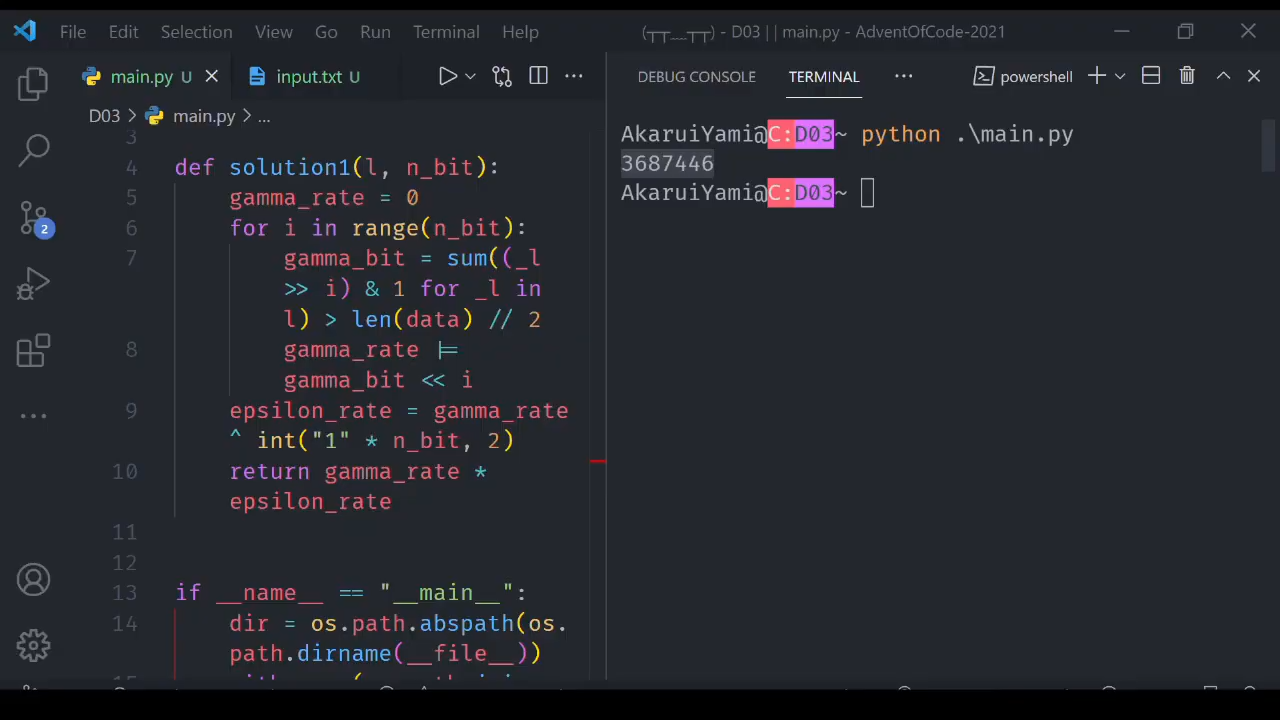 File Edit Selection View Go Run Terminal Help (┬┬﹏┬┬) - D03 | | main.py - AdventOfCode-2021
main.py U input.txt U
D03 > main.py > ...
DEBUG CONSOLE TERMINAL ... powershell
3
4 def solution1(l, n_bit):
5 gamma_rate = 0
6 for i in range(n_bit):
7 gamma_bit = sum((_l
>> i) & 1 for _l in
l) > len(data) // 2
8 gamma_rate |=
gamma_bit << i
9 epsilon_rate = gamma_rate
^ int("1" * n_bit, 2)
10 return gamma_rate *
epsilon_rate
11
12
13 if __name__ == "__main__":
14 dir = os.path.abspath(os.
path.dirname(__file__))
2
AkaruiYami@C:D03~ python .\main.py
3687446
AkaruiYami@C:D03~